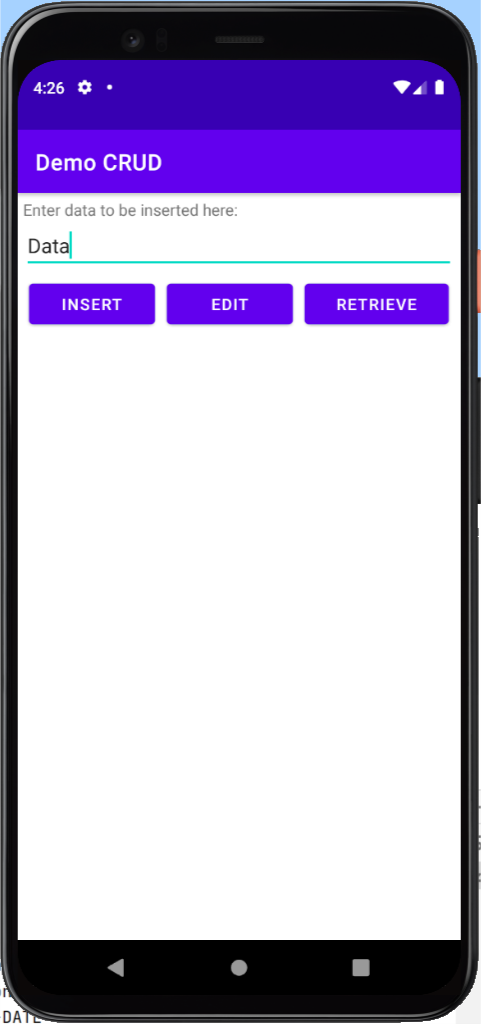 4:26
Demo CRUD
Enter data to be inserted here:
Data
INSERT EDIT RETRIEVE
DATE